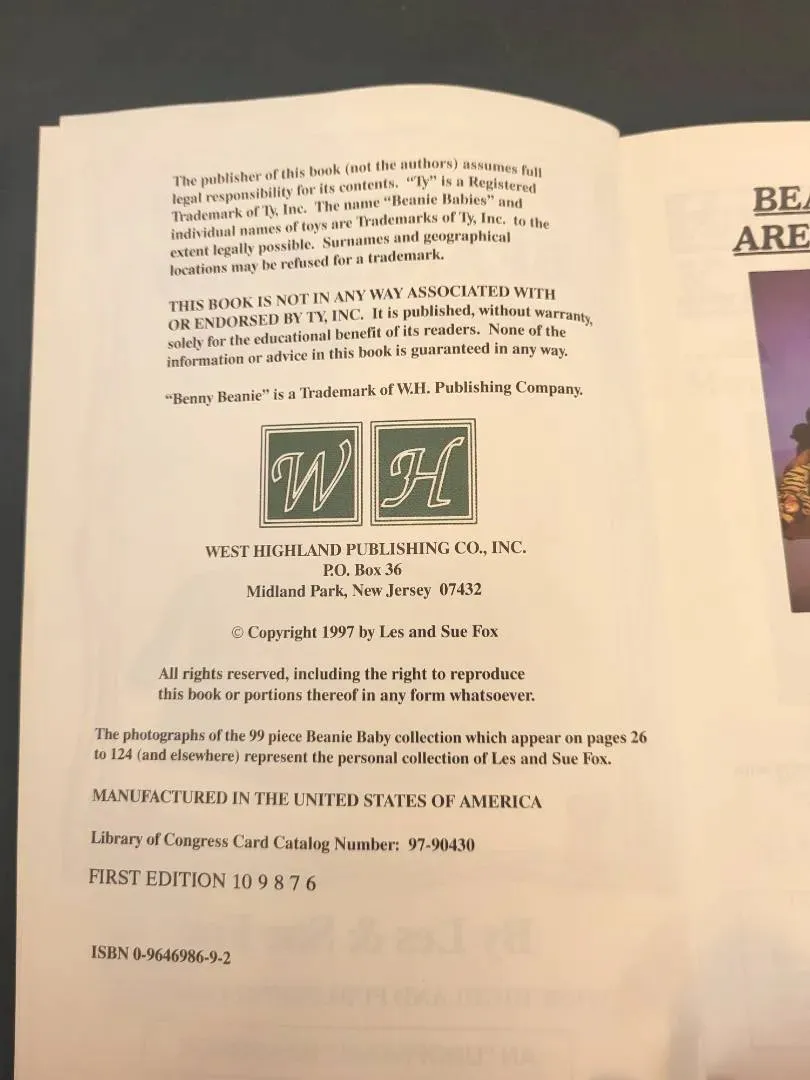 The publisher of this book (not the authors) assumes full
legal responsibility for its contents. “Ty” is a Registered
Trademark of Ty, Inc. The name “Beanie Babies” and
individual names of toys are Trademarks of Ty, Inc. to the
extent legally possible. Surnames and geographical
locations may be refused for a trademark.
THIS BOOK IS NOT IN ANY WAY ASSOCIATED WITH
OR ENDORSED BY TY, INC. It is published, without warranty,
solely for the educational benefit of its readers. None of the
information or advice in this book is guaranteed in any way.
“Benny Beanie” is a Trademark of W.H. Publishing Company.
W H
WEST HIGHLAND PUBLISHING CO., INC.
P.O. Box 36
Midland Park, New Jersey 07432
© Copyright 1997 by Les and Sue Fox
All rights reserved, including the right to reproduce
this book or portions thereof in any form whatsoever.
The photographs of the 99 piece Beanie Baby collection which appear on pages 26
to 124 (and elsewhere) represent the personal collection of Les and Sue Fox.
MANUFACTURED IN THE UNITED STATES OF AMERICA
Library of Congress Card Catalog Number: 97-90430
FIRST EDITION 10 9 8 7 6
ISBN 0-9646986-9-2
ARE